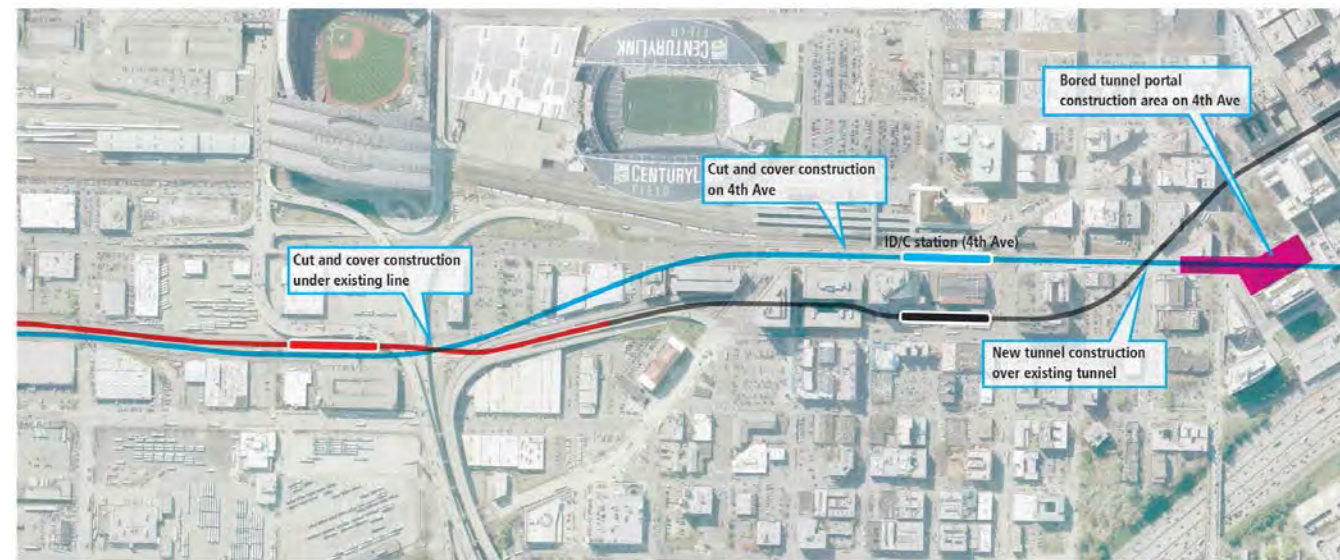 CENTURYLINK
FIELD
Bored tunnel portal
construction area on 4th Ave
CENTURYL
FIELD
Cut and cover construction
on 4th Ave
ID/C station (4th Ave)
Cut and cover construction
under existing line
New tunnel construction
over existing tunnel